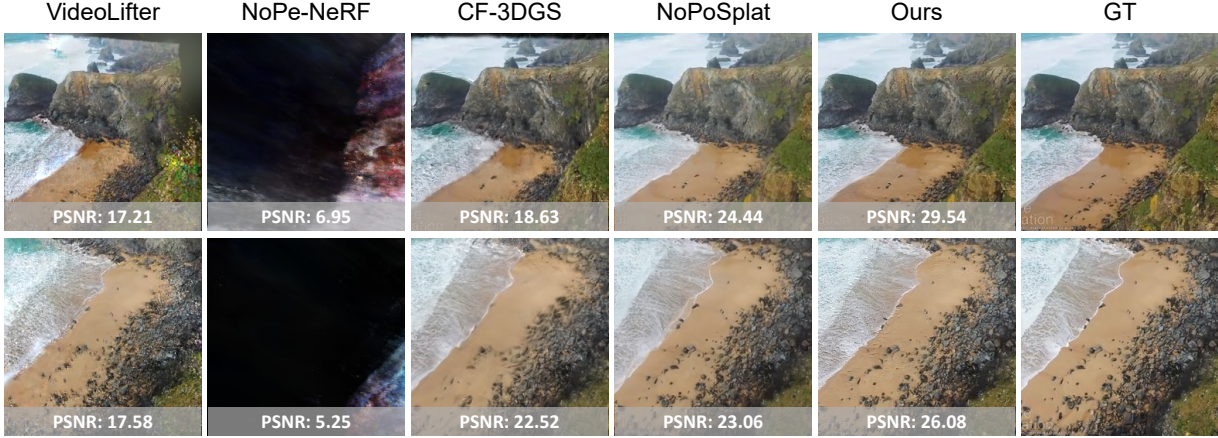 VideoLifter NoPe-NeRF CF-3DGS NoPoSplat Ours GT
PSNR: 17.21 PSNR: 6.95 PSNR: 18.63 PSNR: 24.44 PSNR: 29.54
ation
PSNR: 17.58 PSNR: 5.25 PSNR: 22.52 PSNR: 23.06 PSNR: 26.08